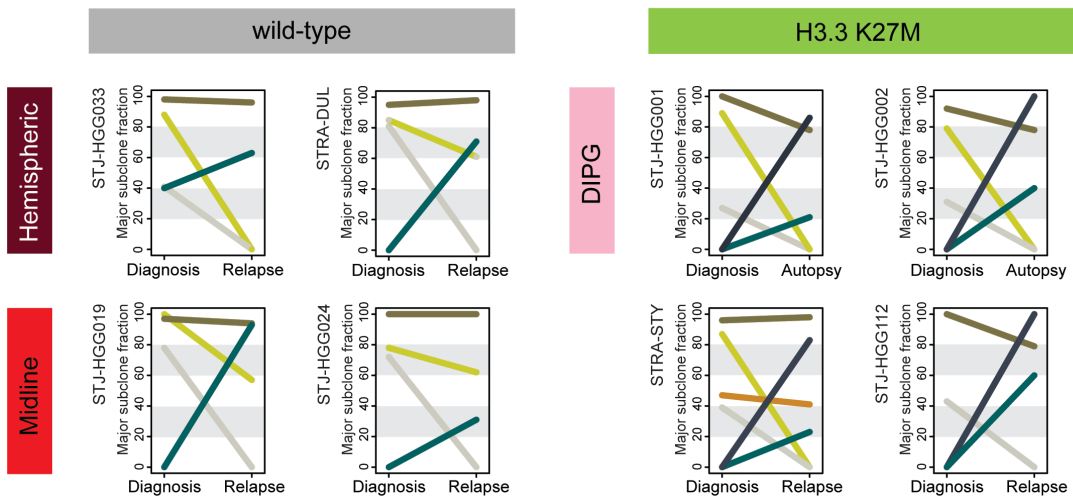 wild-type
H3.3 K27M
Hemispheric
STJ-HGG033
Major subclone fraction
0 20 40 60 80 100
Diagnosis Relapse
STRA-DUL
Major subclone fraction
0 20 40 60 80 100
Diagnosis Relapse
DIPG
STJ-HGG001
Major subclone fraction
0 20 40 60 80 100
Diagnosis Autopsy
STJ-HGG002
Major subclone fraction
0 20 40 60 80 100
Diagnosis Autopsy
Midline
STJ-HGG019
Major subclone fraction
0 20 40 60 80 100
Diagnosis Relapse
STJ-HGG024
Major subclone fraction
0 20 40 60 80 100
Diagnosis Relapse
STRA-STY
Major subclone fraction
0 20 40 60 80 100
Diagnosis Relapse
STJ-HGG112
Major subclone fraction
0 20 40 60 80 100
Diagnosis Relapse